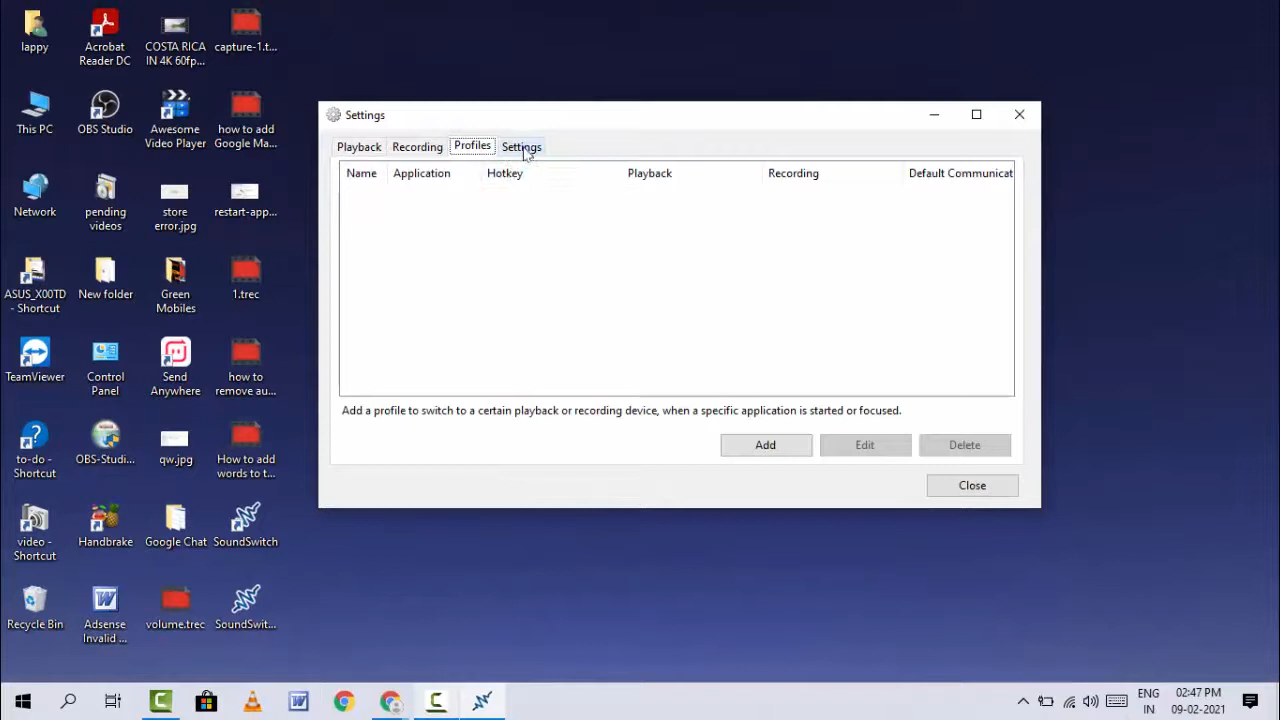 lappy
Acrobat
Reader DC
COSTA RICA
IN 4K 60fp...
capture-1.t...
This PC
OBS Studio
Awesome
Video Player
how to add
Google Ma...
Network
pending
videos
store
error.jpg
restart-app...
ASUS_X00TD
- Shortcut
New folder
Green
Mobiles
1.trec
TeamViewer
Control
Panel
Send
Anywhere
how to
remove au...
to-do -
Shortcut
OBS-Studi...
qw.jpg
How to add
words to t...
video -
Shortcut
Handbrake
Google Chat
SoundSwitch
Recycle Bin
Adsense
Invalid ...
volume.trec
SoundSwit...
Settings
Playback Recording Profiles Settings
Name Application Hotkey Playback Recording Default Communicat
Add a profile to switch to a certain playback or recording device, when a specific application is started or focused.
Add Edit Delete
Close
ENG
IN
02:47 PM
09-02-2021